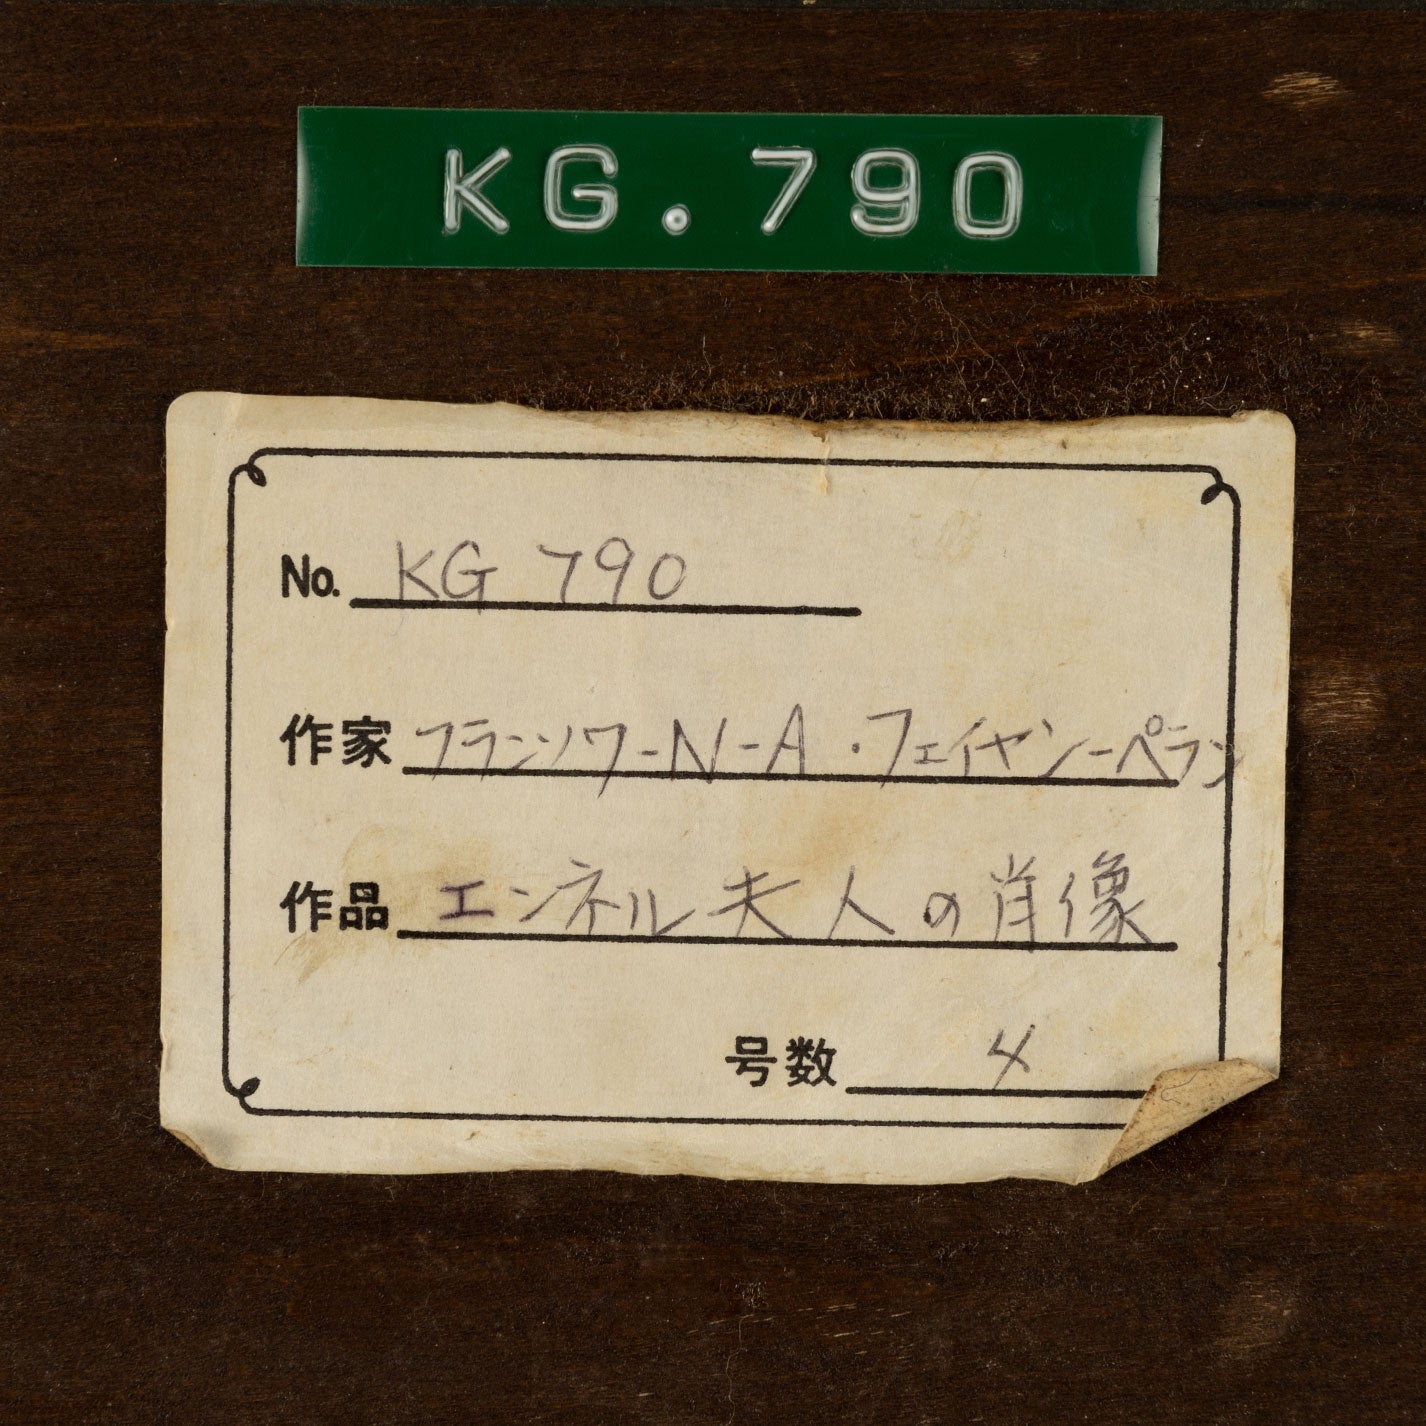 KG.790
No. KG 790
作家 フランソワ-N-A・フェイヤン-ペラン
作品 エンネル夫人の肖像
号数 4